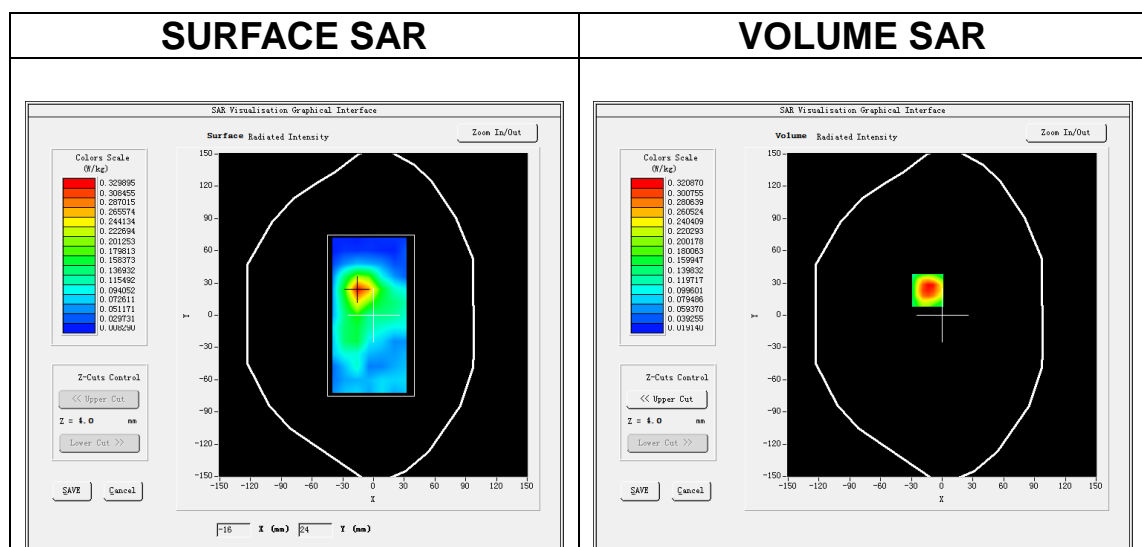 SURFACE SAR
VOLUME SAR
SAR Visualisation Graphical Interface
Surface Radiated Intensity
Zoom In/Out
Colors Scale
(W/kg)
0.329895
0.308455
0.287015
0.265574
0.244134
0.222694
0.201253
0.179813
0.158373
0.136932
0.115492
0.094052
0.072611
0.051171
0.029731
0.008290
150
120
90
60
30
0
-30
-60
-90
-120
-150
Y
-150 -120 -90 -60 -30 0 30 60 90 120 150
X
Z-Cuts Control
<< Upper Cut
Z = 4.0 mm
Lower Cut >>
SAVE Cancel
-16 X (mm) 24 Y (mm)
SAR Visualisation Graphical Interface
Volume Radiated Intensity
Zoom In/Out
Colors Scale
(W/kg)
0.320870
0.300755
0.280639
0.260524
0.240409
0.220293
0.200178
0.180063
0.159947
0.139832
0.119717
0.099601
0.079486
0.059370
0.039255
0.019140
150
120
90
60
30
0
-30
-60
-90
-120
-150
Y
-150 -120 -90 -60 -30 0 30 60 90 120 150
X
Z-Cuts Control
<< Upper Cut
Z = 4.0 mm
Lower Cut >>
SAVE Cancel